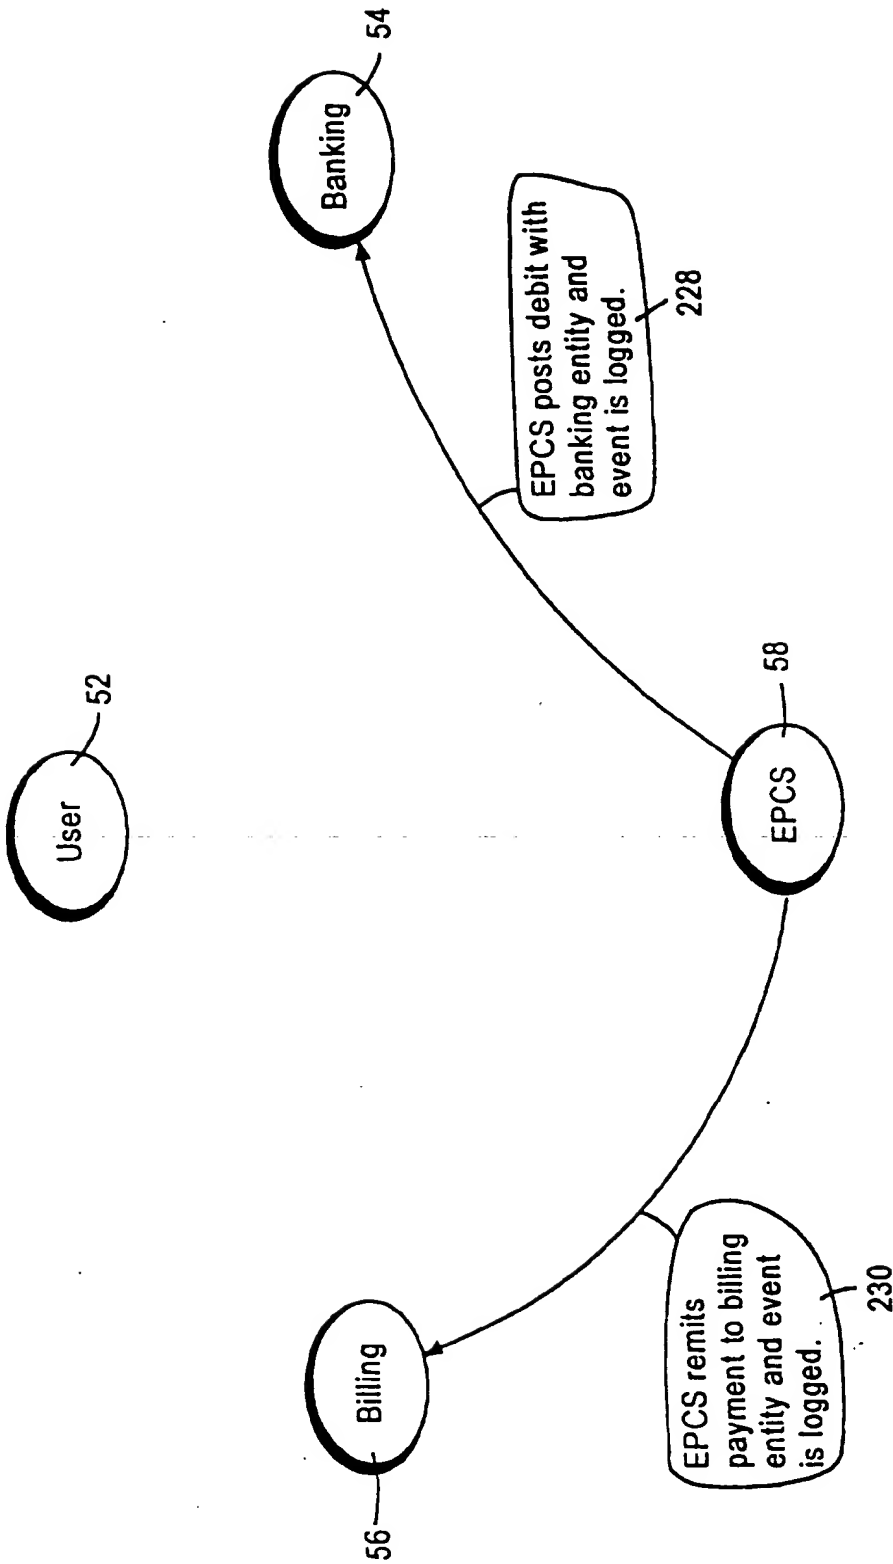 User
52
Billing
56
Banking
54
EPCS
58
EPCS posts debit with
banking entity and
event is logged.
228
EPCS remits
payment to billing
entity and event
is logged.
230